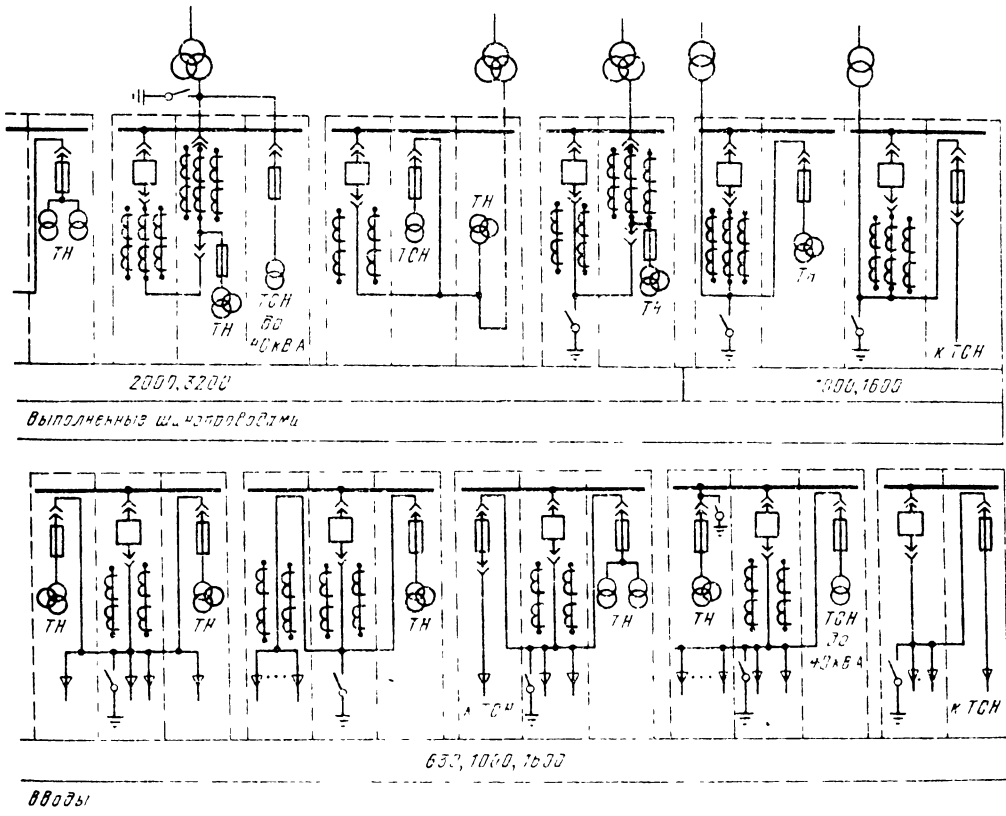 ТН
ТН
ТСН
до
40кВА
ТСН
ТН
ТН
ТН
к ТСН
2000, 3200
1000, 1600
Выполненные шинопроводами
ТН
ТН
ТН
к ТСН
ТН
ТН
ТСН
до
40кВА
к ТСН
630, 1000, 1600
Вводы